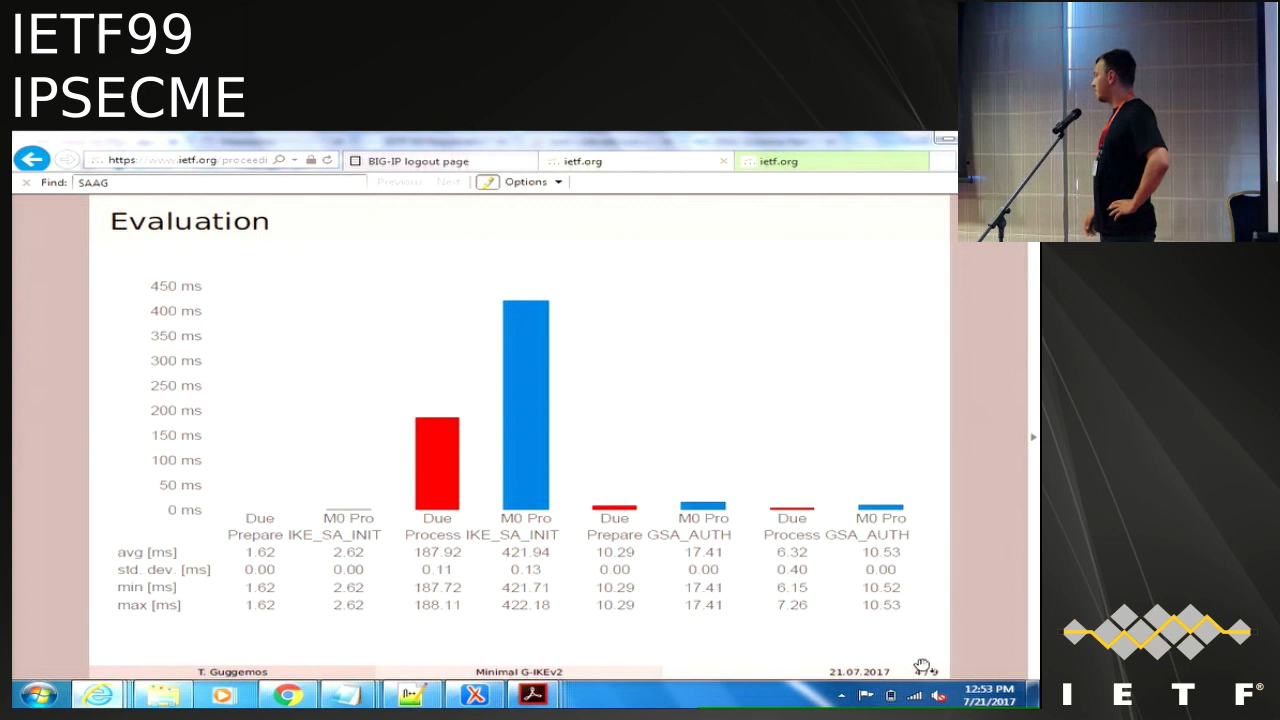 IETF99
IPSECME
https://www.ietf.org/proceedi
BIG-IP logout page
ietf.org
ietf.org
Find: SAAG
Previous Next Options
Evaluation
450 ms
400 ms
350 ms
300 ms
250 ms
200 ms
150 ms
100 ms
50 ms
0 ms
Due M0 Pro Due M0 Pro Due M0 Pro Due M0 Pro
Prepare IKE_SA_INIT Process IKE_SA_INIT Prepare GSA_AUTH Process GSA_AUTH
avg [ms] 1.62 2.62 187.92 421.94 10.29 17.41 6.32 10.53
std. dev. [ms] 0.00 0.00 0.11 0.13 0.00 0.00 0.40 0.00
min [ms] 1.62 2.62 187.72 421.71 10.29 17.41 6.15 10.52
max [ms] 1.62 2.62 188.11 422.18 10.29 17.41 7.26 10.53
T. Guggemos Minimal G-IKEv2 21.07.2017
12:53 PM
7/21/2017
I E T F®